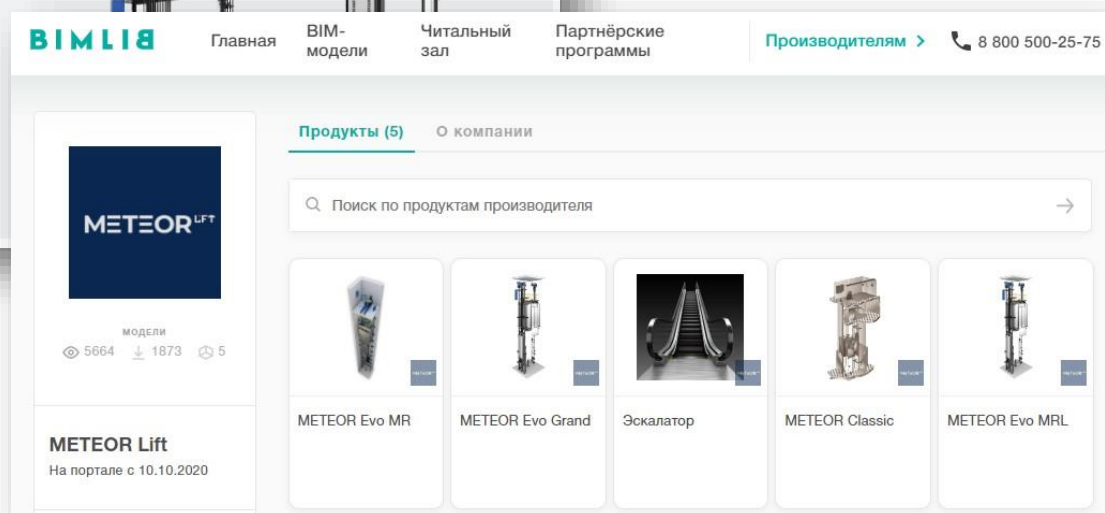 BIMLIB
Главная
BIM-
модели
Читальный
зал
Партнёрские
программы
Производителям >
8 800 500-25-75
Продукты (5)
О компании
METEOR LFT
Поиск по продуктам производителя
МОДЕЛИ
5664 1873 5
METEOR Evo MR
METEOR Evo Grand
Эскалатор
METEOR Classic
METEOR Evo MRL
METEOR Lift
На портале с 10.10.2020